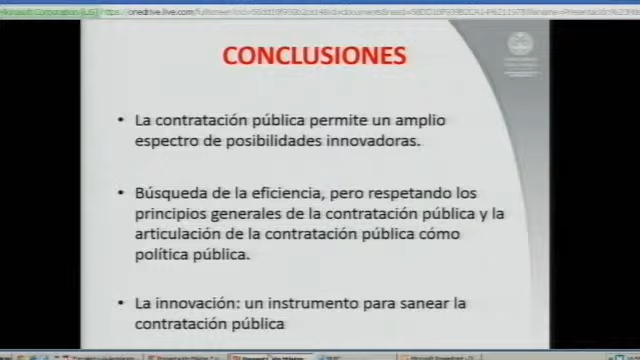 CONCLUSIONES
• La contratación pública permite un amplio
espectro de posibilidades innovadoras.
• Búsqueda de la eficiencia, pero respetando los
principios generales de la contratación pública y la
articulación de la contratación pública cómo
política pública.
• La innovación: un instrumento para sanear la
contratación pública